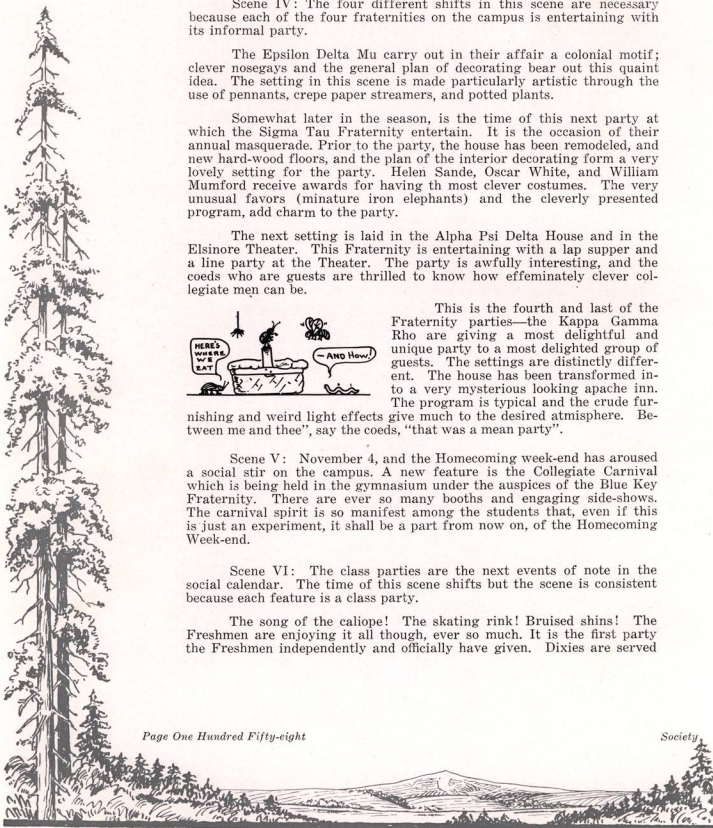 Scene IV: The four different shifts in this scene are necessary
because each of the four fraternities on the campus is entertaining with
its informal party.
The Epsilon Delta Mu carry out in their affair a colonial motif;
clever nosegays and the general plan of decorating bear out this quaint
idea. The setting in this scene is made particularly artistic through the
use of pennants, crepe paper streamers, and potted plants.
Somewhat later in the season, is the time of this next party at
which the Sigma Tau Fraternity entertain. It is the occasion of their
annual masquerade. Prior to the party, the house has been remodeled, and
new hard-wood floors, and the plan of the interior decorating form a very
lovely setting for the party. Helen Sande, Oscar White, and William
Mumford receive awards for having th most clever costumes. The very
unusual favors (minature iron elephants) and the cleverly presented
program, add charm to the party.
The next setting is laid in the Alpha Psi Delta House and in the
Elsinore Theater. This Fraternity is entertaining with a lap supper and
a line party at the Theater. The party is awfully interesting, and the
coeds who are guests are thrilled to know how effeminately clever col-
legiate men can be.
HERE'S
WHERE
WE
EAT
—AND HOW!
This is the fourth and last of the
Fraternity parties—the Kappa Gamma
Rho are giving a most delightful and
unique party to a most delighted group of
guests. The settings are distinctly differ-
ent. The house has been transformed in-
to a very mysterious looking apache inn.
The program is typical and the crude fur-
nishing and weird light effects give much to the desired atmisphere. Be-
tween me and thee", say the coeds, "that was a mean party".
Scene V: November 4, and the Homecoming week-end has aroused
a social stir on the campus. A new feature is the Collegiate Carnival
which is being held in the gymnasium under the auspices of the Blue Key
Fraternity. There are ever so many booths and engaging side-shows.
The carnival spirit is so manifest among the students that, even if this
is just an experiment, it shall be a part from now on, of the Homecoming
Week-end.
Scene VI: The class parties are the next events of note in the
social calendar. The time of this scene shifts but the scene is consistent
because each feature is a class party.
The song of the caliope! The skating rink! Bruised shins! The
Freshmen are enjoying it all though, ever so much. It is the first party
the Freshmen independently and officially have given. Dixies are served
Page One Hundred Fifty-eight
Society